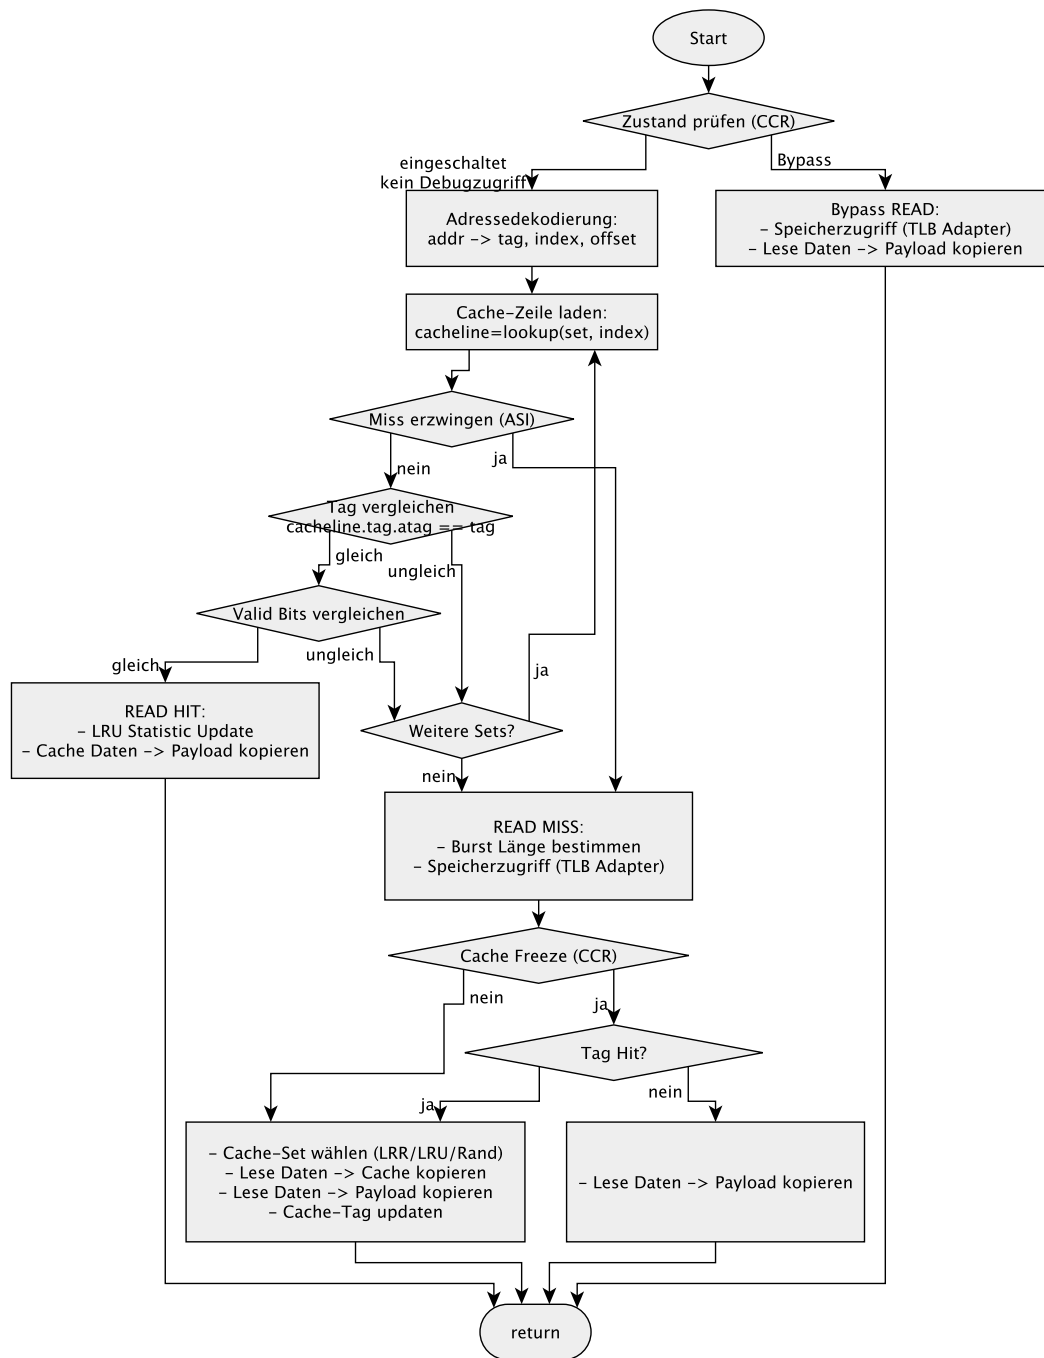 Start
Zustand prüfen (CCR)
eingeschaltet
kein Debugzugriff
Bypass
Adressedekodierung:
addr -> tag, index, offset
Bypass READ:
- Speicherzugriff (TLB Adapter)
- Lese Daten -> Payload kopieren
Cache-Zeile laden:
cacheline=lookup(set, index)
Miss erzwingen (ASI)
nein
ja
Tag vergleichen
cacheline.tag.atag == tag
gleich
ungleich
Valid Bits vergleichen
gleich
ungleich
ja
READ HIT:
- LRU Statistic Update
- Cache Daten -> Payload kopieren
Weitere Sets?
nein
READ MISS:
- Burst Länge bestimmen
- Speicherzugriff (TLB Adapter)
Cache Freeze (CCR)
nein
ja
Tag Hit?
ja
nein
- Cache-Set wählen (LRR/LRU/Rand)
- Lese Daten -> Cache kopieren
- Lese Daten -> Payload kopieren
- Cache-Tag updaten
- Lese Daten -> Payload kopieren
return